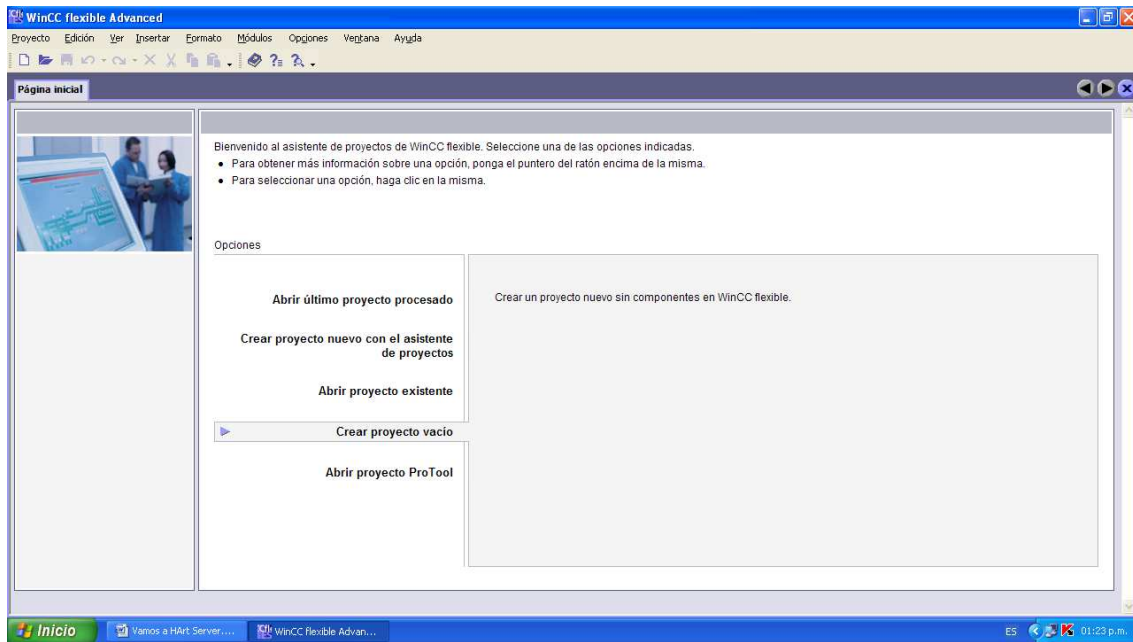 WinCC flexible Advanced
Proyecto Edición Ver Insertar Formato Módulos Opciones Ventana Ayuda
Página inicial
Bienvenido al asistente de proyectos de WinCC flexible. Seleccione una de las opciones indicadas.
• Para obtener más información sobre una opción, ponga el puntero del ratón encima de la misma.
• Para seleccionar una opción, haga clic en la misma.
Opciones
Abrir último proyecto procesado
Crear un proyecto nuevo sin componentes en WinCC flexible.
Crear proyecto nuevo con el asistente
de proyectos
Abrir proyecto existente
Crear proyecto vacío
Abrir proyecto ProTool
Inicio
Vamos a HArt Server....
WinCC flexible Advan...
ES
01:23 p.m.